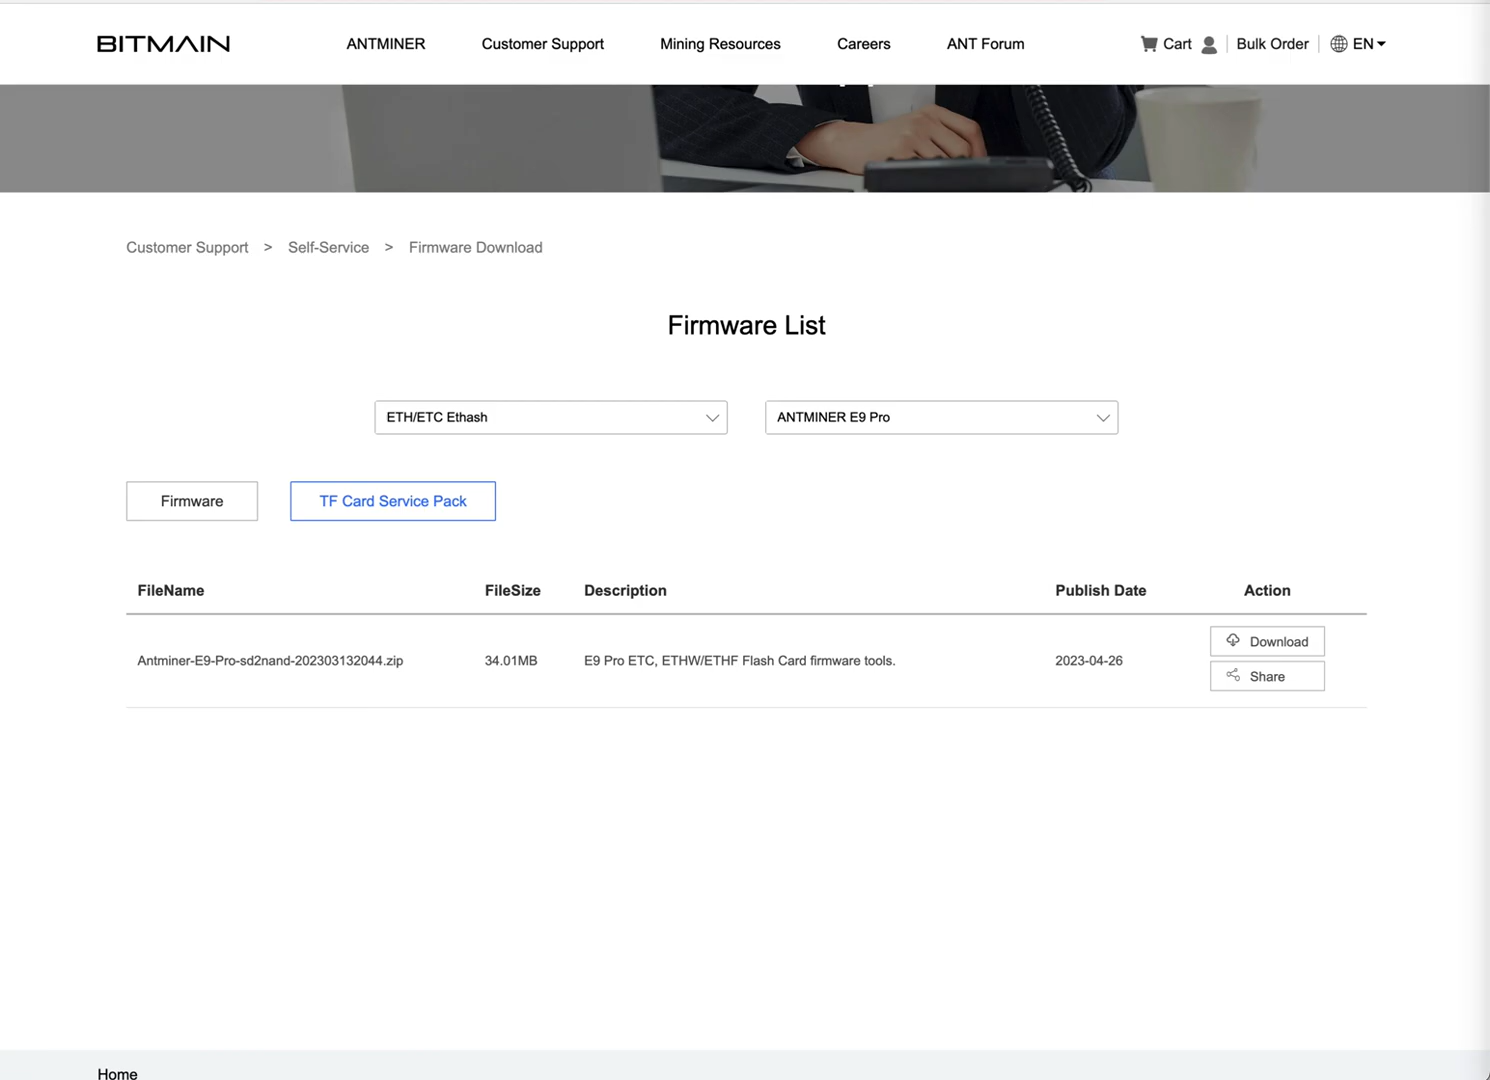 BITMAIN ANTMINER Customer Support Mining Resources Careers ANT Forum Cart Bulk Order EN
Customer Support > Self-Service > Firmware Download
Firmware List
ETH/ETC Ethash ANTMINER E9 Pro
Firmware TF Card Service Pack
FileName FileSize Description Publish Date Action
Antminer-E9-Pro-sd2nand-202303132044.zip 34.01MB E9 Pro ETC, ETHW/ETHF Flash Card firmware tools. 2023-04-26 Download
Share
Home